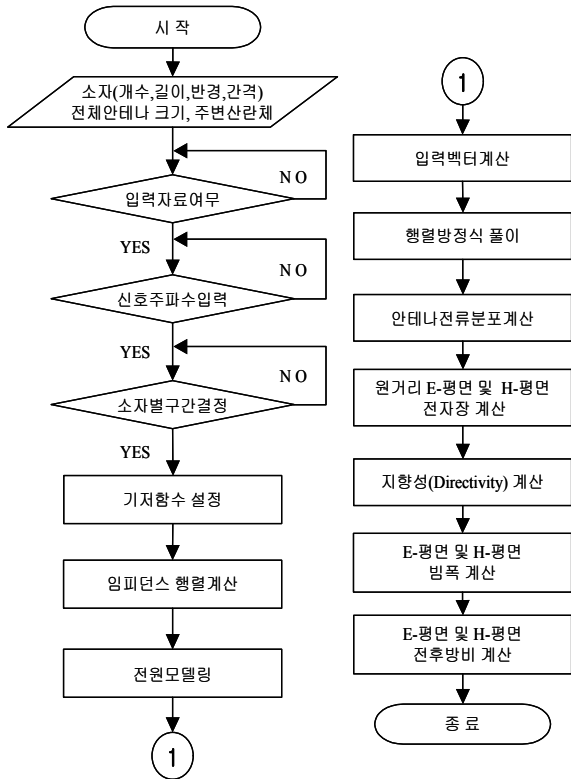 시 작
소자(개수,길이,반경,간격)
전체안테나 크기, 주변산란체
N O
입력자료여무
YES
N O
신호주파수입력
YES
N O
소자별구간결정
YES
기저함수 설정
임피던스 행렬계산
전원모델링
1
1
입력벡터계산
행렬방정식 풀이
안테나전류분포계산
원거리 E-평면 및 H-평면
전자장 계산
지향성(Directivity) 계산
E-평면 및 H-평면
빔폭 계산
E-평면 및 H-평면
전후방비 계산
종 료